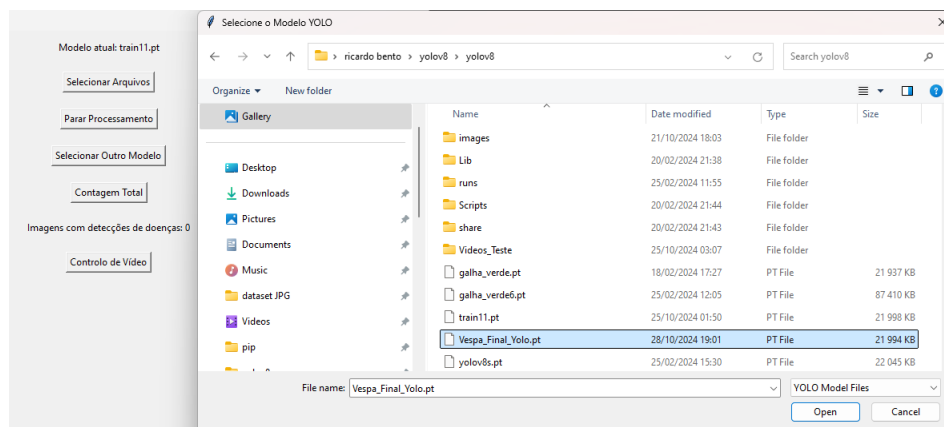 Selecione o Modelo YOLO
Modelo atual: train11.pt
Selecionar Arquivos
Parar Processamento
Selecionar Outro Modelo
Contagem Total
Imagens com detecções de doenças: 0
Controlo de Vídeo
ricardo bento > yolov8 > yolov8
Search yolov8
Organize New folder
Gallery
Desktop
Downloads
Pictures
Documents
Music
dataset JPG
Videos
pip
Name Date modified Type Size
images 21/10/2024 18:03 File folder
Lib 20/02/2024 21:38 File folder
runs 25/02/2024 11:55 File folder
Scripts 20/02/2024 21:44 File folder
share 20/02/2024 21:43 File folder
Videos_Teste 25/10/2024 03:07 File folder
galha_verde.pt 18/02/2024 17:27 PT File 21 937 KB
galha_verde6.pt 25/02/2024 12:05 PT File 87 410 KB
train11.pt 25/10/2024 01:50 PT File 21 998 KB
Vespa_Final_Yolo.pt 28/10/2024 19:01 PT File 21 994 KB
yolov8s.pt 25/02/2024 15:30 PT File 22 045 KB
File name: Vespa_Final_Yolo.pt YOLO Model Files
Open Cancel